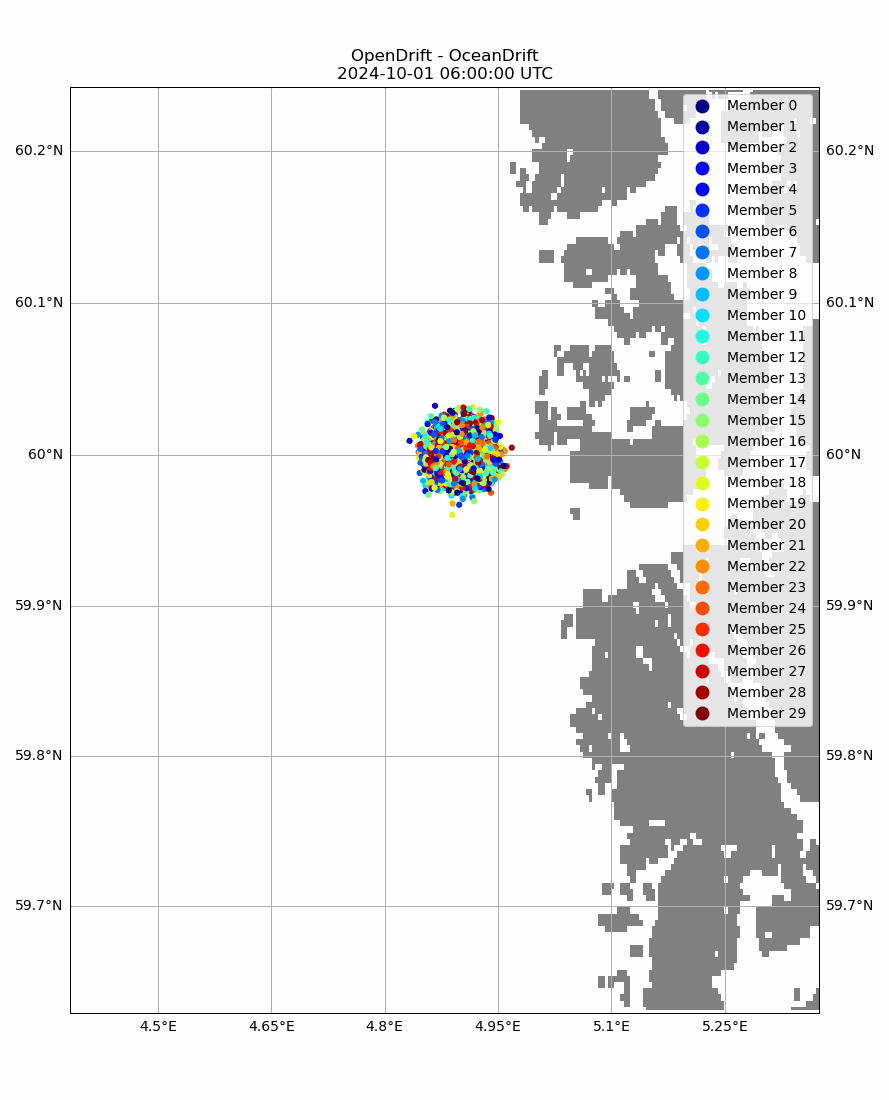 OpenDrift - OceanDrift
2024-10-01 06:00:00 UTC
60.2°N
60.1°N
60°N
59.9°N
59.8°N
59.7°N
60.2°N
60.1°N
60°N
59.9°N
59.8°N
59.7°N
Member 0
Member 1
Member 2
Member 3
Member 4
Member 5
Member 6
Member 7
Member 8
Member 9
Member 10
Member 11
Member 12
Member 13
Member 14
Member 15
Member 16
Member 17
Member 18
Member 19
Member 20
Member 21
Member 22
Member 23
Member 24
Member 25
Member 26
Member 27
Member 28
Member 29
4.5°E 4.65°E 4.8°E 4.95°E 5.1°E 5.25°E